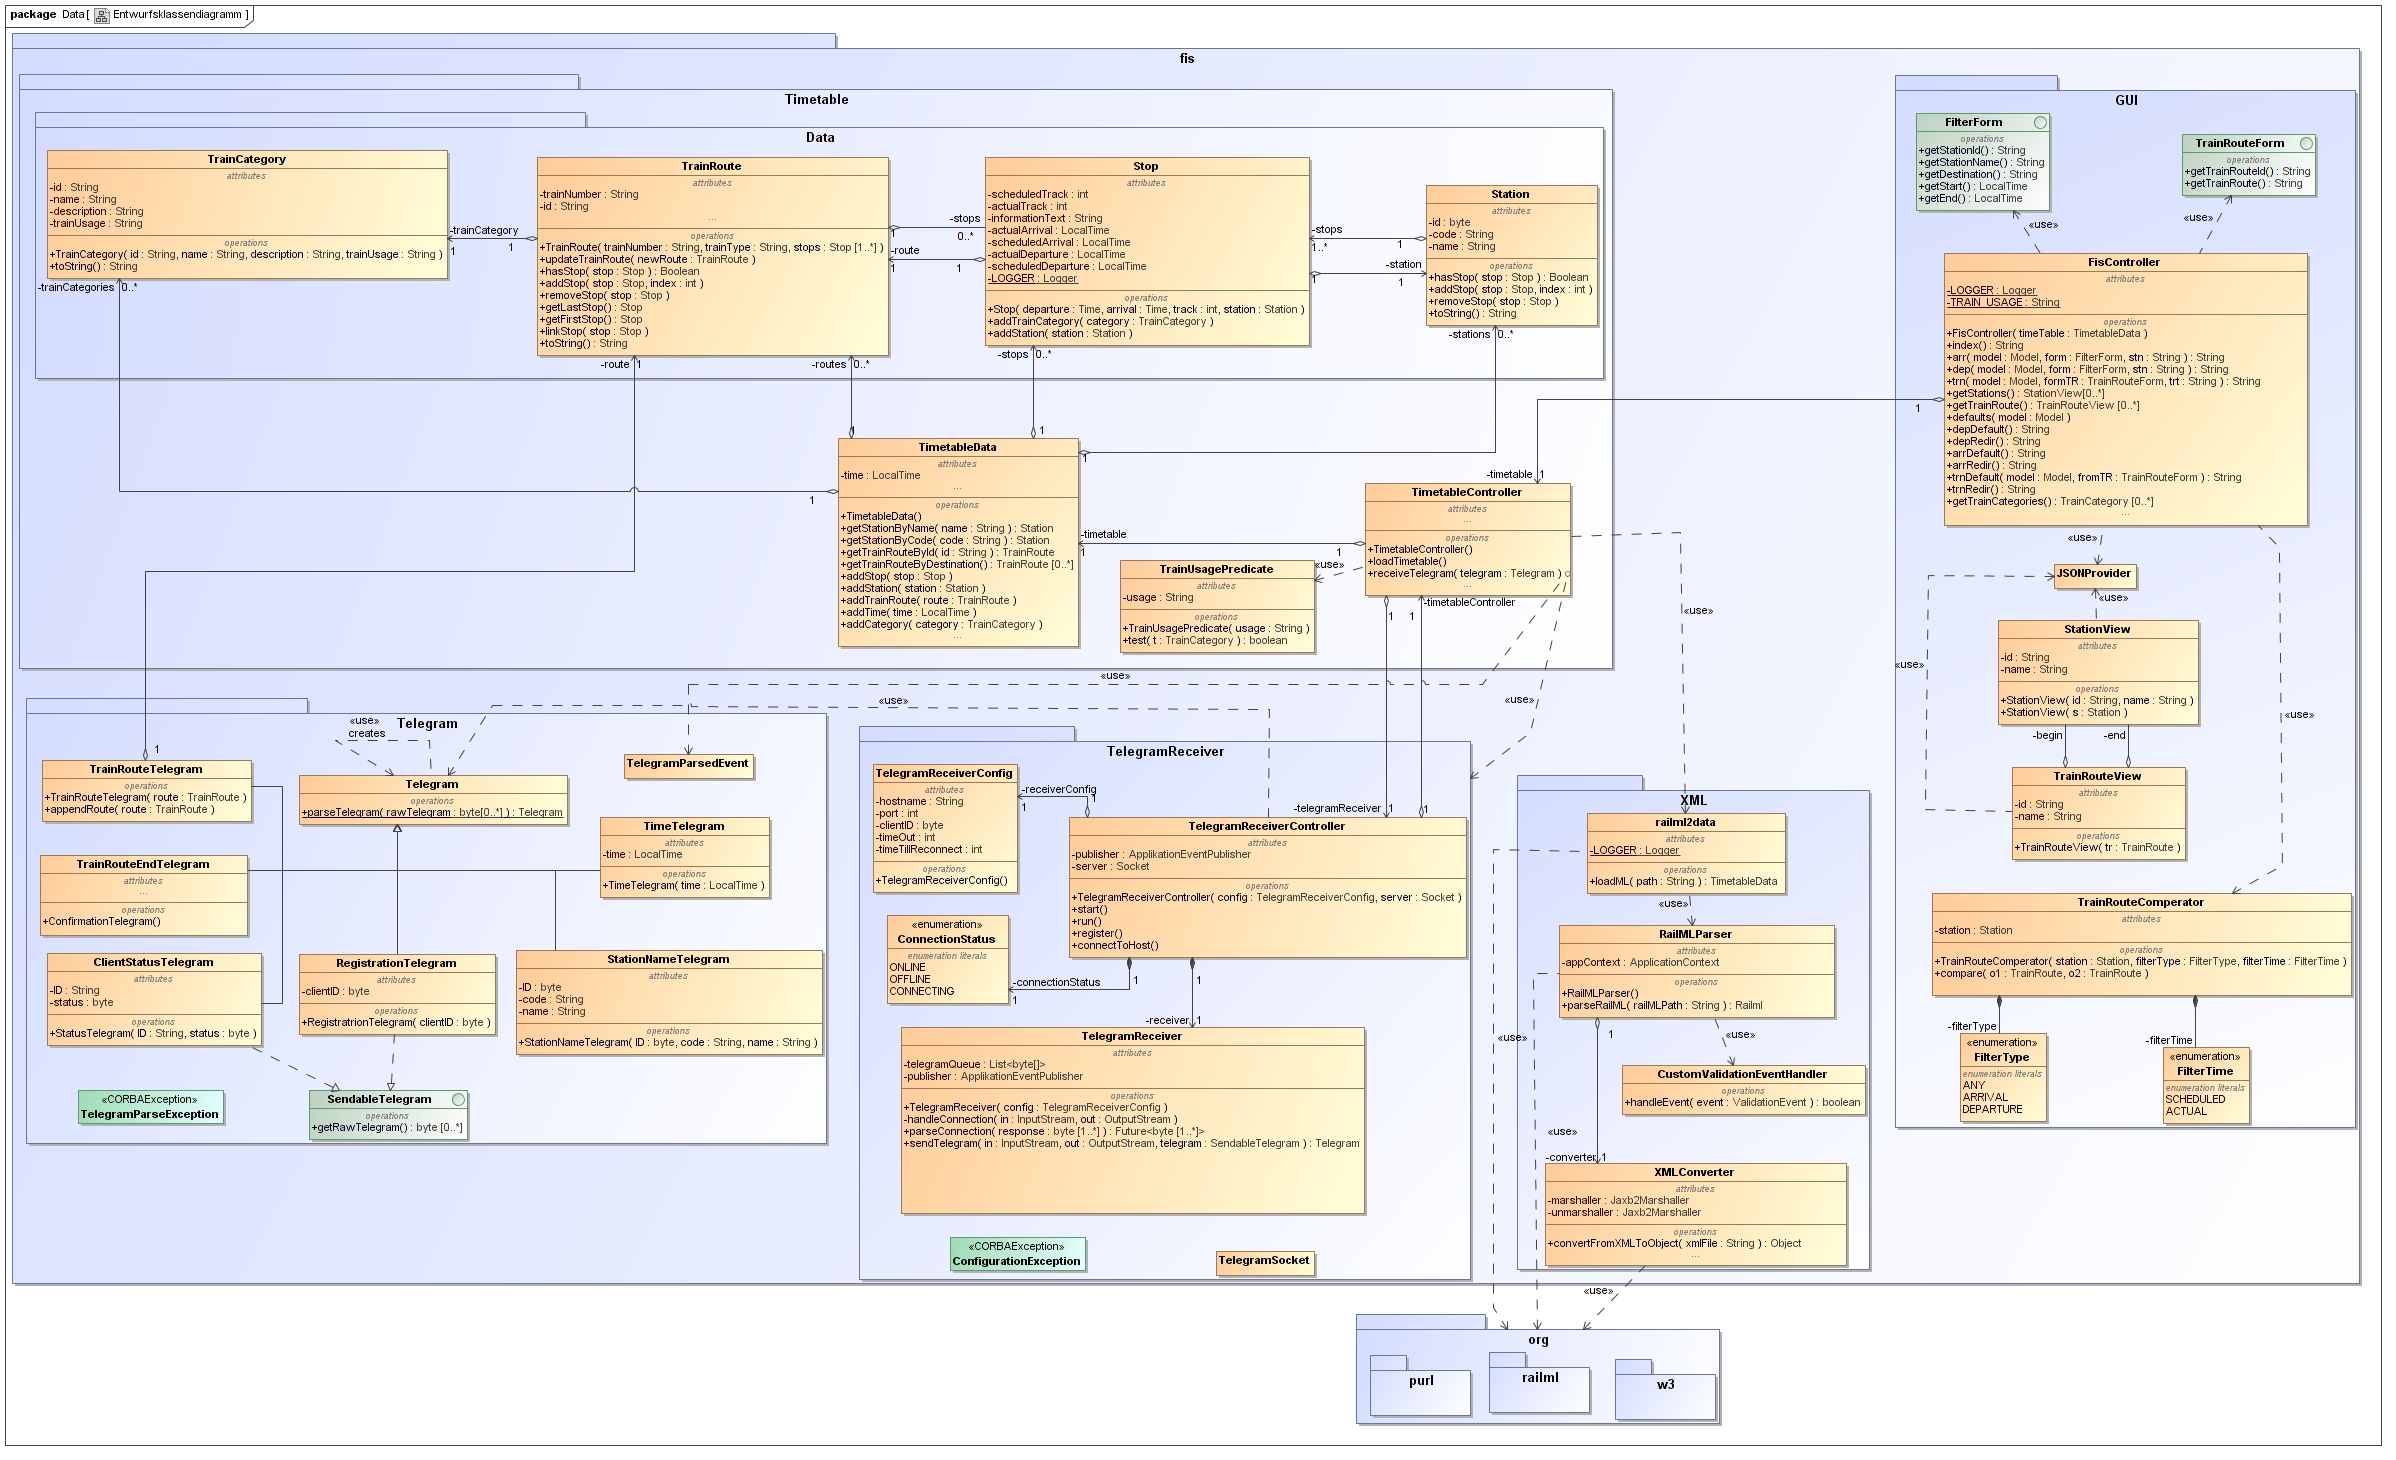 package Data [ Entwurfsklassendiagramm ]
fis
Timetable
Data
TrainCategory
attributes
-id : String
-name : String
-description : String
-trainUsage : String
operations
+TrainCategory( id : String, name : String, description : String, trainUsage : String )
+toString() : String
-trainCategories 0..*
-trainCategory
1
1
TrainRoute
attributes
-trainNumber : String
-id : String
...
operations
+TrainRoute( trainNumber : String, trainType : String, stops : Stop [1..*] )
+updateTrainRoute( newRoute : TrainRoute )
+hasStop( stop : Stop ) : Boolean
+addStop( stop : Stop, index : int )
+removeStop( stop : Stop )
+getLastStop() : Stop
+getFirstStop() : Stop
+linkStop( stop : Stop )
+toString() : String
-route 1
-routes 0..*
-stops
1
0..*
-route
1
1
Stop
attributes
-scheduledTrack : int
-actualTrack : int
-informationText : String
-actualArrival : LocalTime
-scheduledArrival : LocalTime
-actualDeparture : LocalTime
-scheduledDeparture : LocalTime
-LOGGER : Logger
operations
+Stop( departure : Time, arrival : Time, track : int, station : Station )
+addTrainCategory( category : TrainCategory )
+addStation( station : Station )
-stops 0..*
-stops
1..*
1
-station
1
1
Station
attributes
-id : byte
-code : String
-name : String
operations
+hasStop( stop : Stop ) : Boolean
+addStop( stop : Stop, index : int )
+removeStop( stop : Stop )
+toString() : String
-stations 0..*
1
1
1
1
TimetableData
attributes
-time : LocalTime
...
operations
+TimetableData()
+getStationByName( name : String ) : Station
+getStationByCode( code : String ) : Station
+getTrainRouteById( id : String ) : TrainRoute
+getTrainRouteByDestination() : TrainRoute [0..*]
+addStop( stop : Stop )
+addStation( station : Station )
+addTrainRoute( route : TrainRoute )
+addTime( time : LocalTime )
+addCategory( category : TrainCategory )
...
-timetable
1
1
TrainUsagePredicate
attributes
-usage : String
operations
+TrainUsagePredicate( usage : String )
+test( t : TrainCategory ) : boolean
«use»
-timetable 1
TimetableController
attributes
...
operations
+TimetableController()
+loadTimetable()
+receiveTelegram( telegram : Telegram )
...
1
1
-timetableController
«use»
«use»
«use»
«use»
GUI
FilterForm
operations
+getStationId() : String
+getStationName() : String
+getDestination() : String
+getStart() : LocalTime
+getEnd() : LocalTime
TrainRouteForm
operations
+getTrainRouteId() : String
+getTrainRoute() : String
«use»
«use»
1
FisController
attributes
-LOGGER : Logger
-TRAIN_USAGE : String
operations
+FisController( timeTable : TimetableData )
+index() : String
+arr( model : Model, form : FilterForm, stn : String ) : String
+dep( model : Model, form : FilterForm, stn : String ) : String
+trn( model : Model, formTR : TrainRouteForm, trt : String ) : String
+getStations() : StationView[0..*]
+getTrainRoute() : TrainRouteView [0..*]
+defaults( model : Model )
+depDefault() : String
+depRedir() : String
+arrDefault() : String
+arrRedir() : String
+trnDefault( model : Model, fromTR : TrainRouteForm ) : String
+trnRedir() : String
+getTrainCategories() : TrainCategory [0..*]
...
«use»
JSONProvider
«use»
StationView
attributes
-id : String
-name : String
operations
+StationView( id : String, name : String )
+StationView( s : Station )
«use»
«use»
-begin
-end
TrainRouteView
attributes
-id : String
-name : String
operations
+TrainRouteView( tr : TrainRoute )
TrainRouteComperator
attributes
-station : Station
operations
+TrainRouteComperator( station : Station, filterType : FilterType, filterTime : FilterTime )
+compare( o1 : TrainRoute, o2 : TrainRoute )
-filterType
-filterTime
«enumeration»
FilterType
enumeration literals
ANY
ARRIVAL
DEPARTURE
«enumeration»
FilterTime
enumeration literals
SCHEDULED
ACTUAL
Telegram
«use»
creates
1
TrainRouteTelegram
operations
+TrainRouteTelegram( route : TrainRoute )
+appendRoute( route : TrainRoute )
Telegram
operations
+parseTelegram( rawTelegram : byte[0..*] ) : Telegram
TelegramParsedEvent
TimeTelegram
attributes
-time : LocalTime
operations
+TimeTelegram( time : LocalTime )
TrainRouteEndTelegram
attributes
...
operations
+ConfirmationTelegram()
ClientStatusTelegram
attributes
-ID : String
-status : byte
operations
+StatusTelegram( ID : String, status : byte )
RegistrationTelegram
attributes
-clientID : byte
operations
+RegistrartionTelegram( clientID : byte )
StationNameTelegram
attributes
-ID : byte
-code : String
-name : String
operations
+StationNameTelegram( ID : byte, code : String, name : String )
«CORBAException»
TelegramParseException
SendableTelegram
operations
+getRawTelegram() : byte [0..*]
TelegramReceiver
TelegramReceiverConfig
attributes
-hostname : String
-port : int
-clientID : byte
-timeOut : int
-timeTillReconnect : int
operations
+TelegramReceiverConfig()
-receiverConfig
1
1
-telegramReceiver 1
1
TelegramReceiverController
attributes
-publisher : ApplikationEventPublisher
-server : Socket
operations
+TelegramReceiverController( config : TelegramReceiverConfig, server : Socket )
+start()
+run()
+register()
+connectToHost()
«enumeration»
ConnectionStatus
enumeration literals
ONLINE
OFFLINE
CONNECTING
-connectionStatus
1
1
1
-receiver 1
TelegramReceiver
attributes
-telegramQueue : List<byte[]>
-publisher : ApplikationEventPublisher
operations
+TelegramReceiver( config : TelegramReceiverConfig )
-handleConnection( in : InputStream, out : OutputStream )
+parseConnection( response : byte [1..*] ) : Future<byte [1..*]>
+sendTelegram( in : InputStream, out : OutputStream, telegram : SendableTelegram ) : Telegram
«CORBAException»
ConfigurationException
TelegramSocket
XML
railml2data
attributes
-LOGGER : Logger
operations
+loadML( path : String ) : TimetableData
«use»
RailMLParser
attributes
-appContext : ApplicationContext
operations
+RailMLParser()
+parseRailML( railMLPath : String ) : Railml
1
«use»
«use»
CustomValidationEventHandler
operations
+handleEvent( event : ValidationEvent ) : boolean
«use»
-converter 1
XMLConverter
attributes
-marshaller : Jaxb2Marshaller
-unmarshaller : Jaxb2Marshaller
operations
+convertFromXMLToObject( xmlFile : String ) : Object
...
«use»
org
purl
railml
w3